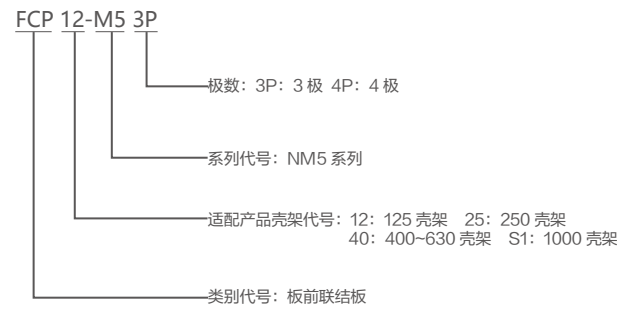 FCP 12-M5 3P
极数：3P：3 极 4P：4 极
系列代号：NM5 系列
适配产品壳架代号：12：125 壳架 25：250 壳架
40：400~630 壳架 S1：1000 壳架
类别代号：板前联结板